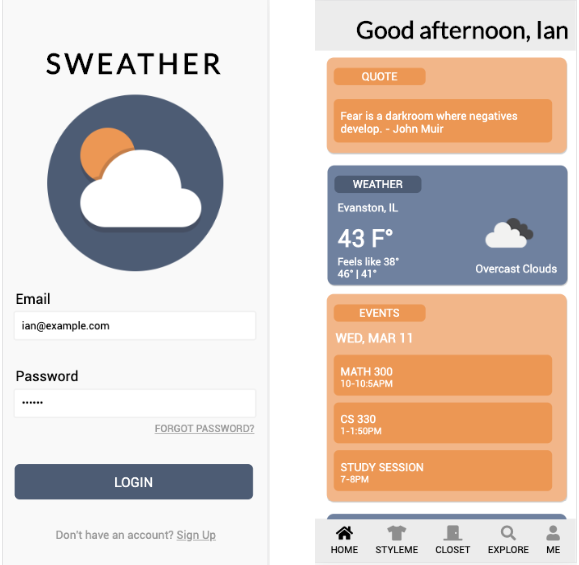 SWEATHER
Email
ian@example.com
Password
••••••
FORGOT PASSWORD?
LOGIN
Don't have an account? Sign Up
Good afternoon, Ian
QUOTE
Fear is a darkroom where negatives
develop. - John Muir
WEATHER
Evanston, IL
43 F°
Feels like 38°
46° | 41°
Overcast Clouds
EVENTS
WED, MAR 11
MATH 300
10-10:5APM
CS 330
1-1:50PM
STUDY SESSION
7-8PM
HOME STYLEME CLOSET EXPLORE ME